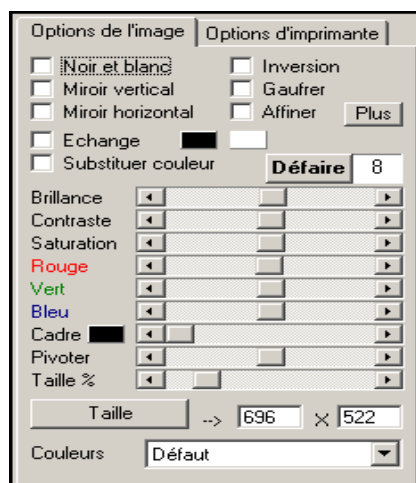 Options de l'image Options d'imprimante
Noir et blanc Inversion
Miroir vertical Gaufrer
Miroir horizontal Affiner Plus
Echange
Substituer couleur Défaire 8
Brillance
Contraste
Saturation
Rouge
Vert
Bleu
Cadre
Pivoter
Taille %
Taille --> 696 X 522
Couleurs Défaut